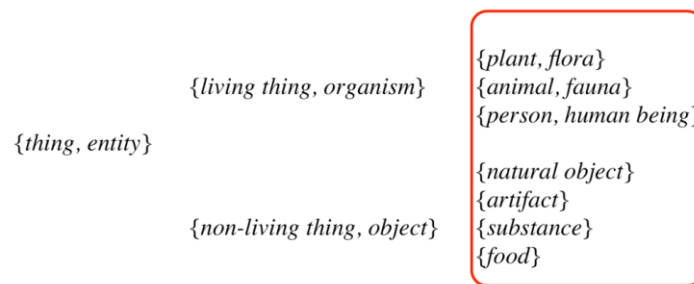 {plant, flora}
{living thing, organism} {animal, fauna}
{person, human being}
{thing, entity}
{natural object}
{artifact}
{non-living thing, object} {substance}
{food}